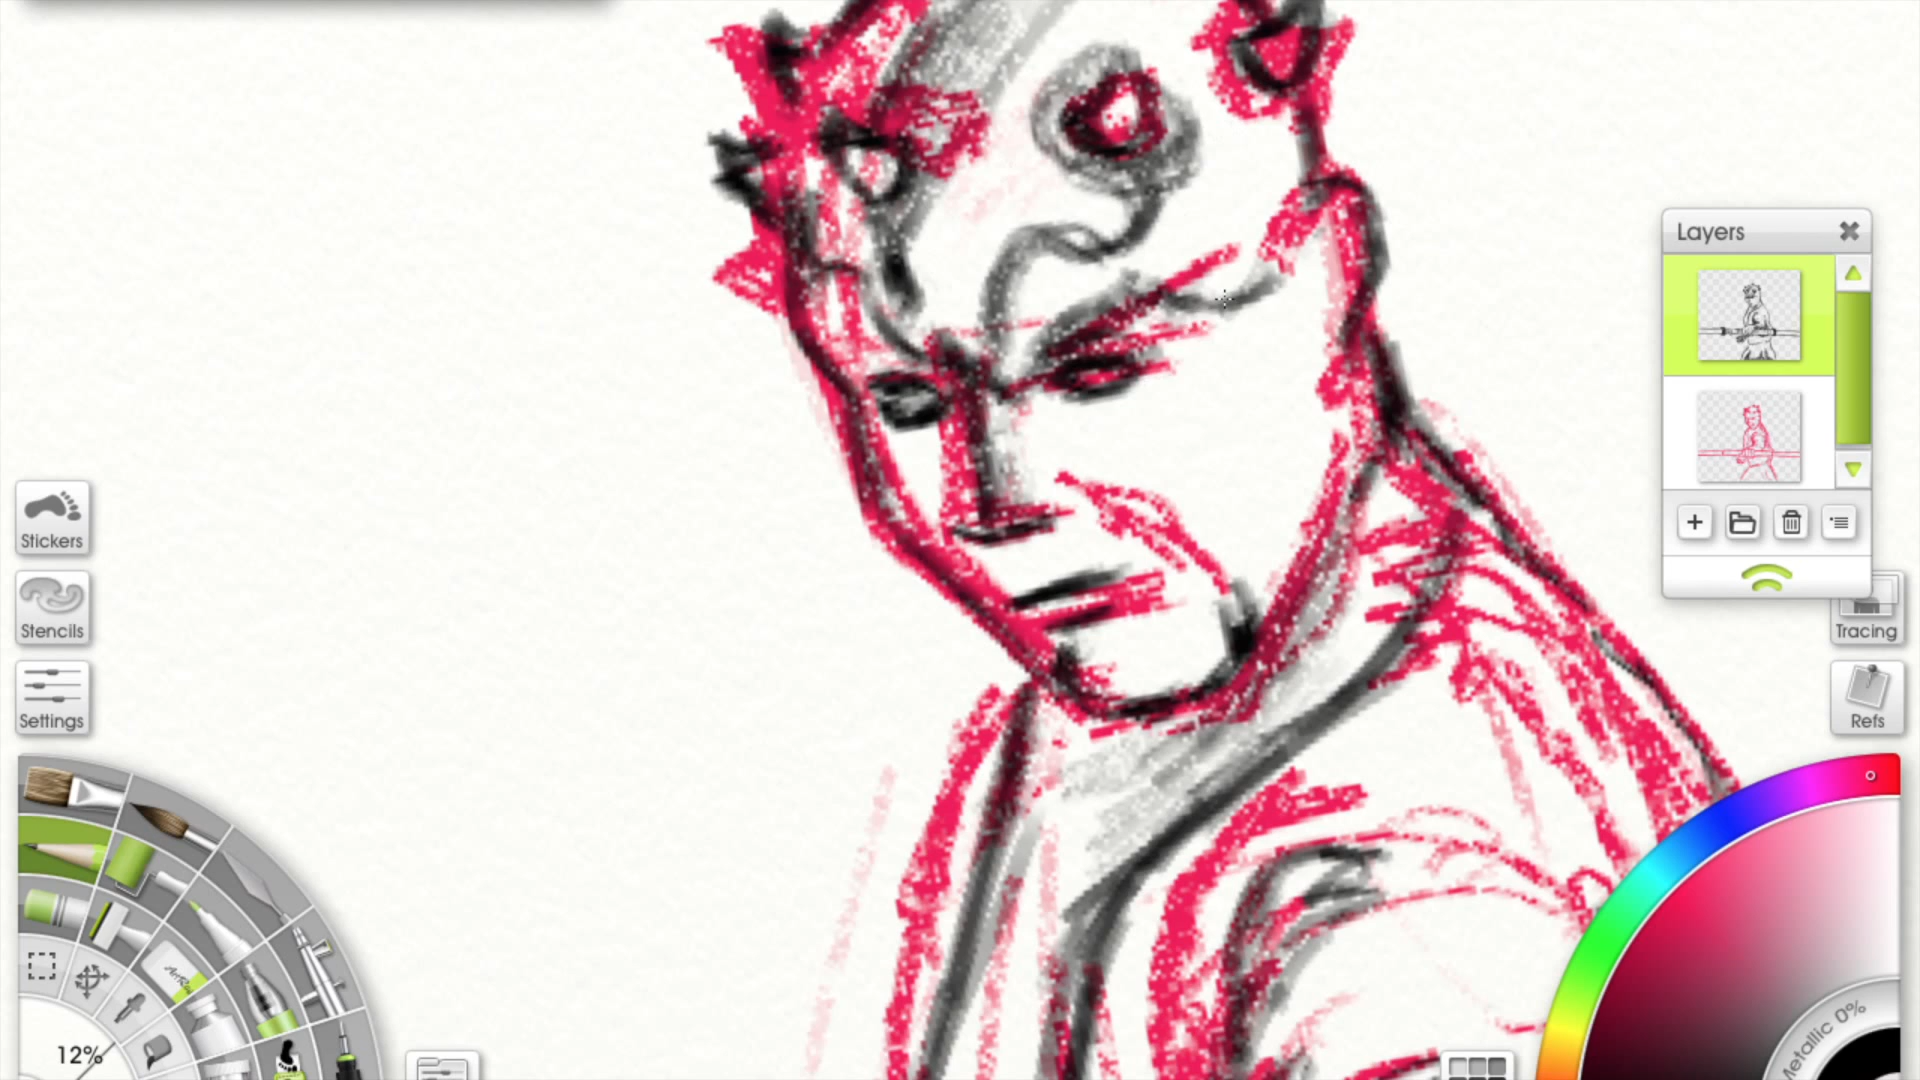 Layers
Stickers
Stencils
Tracing
Settings
Refs
12%
Metallic 0%